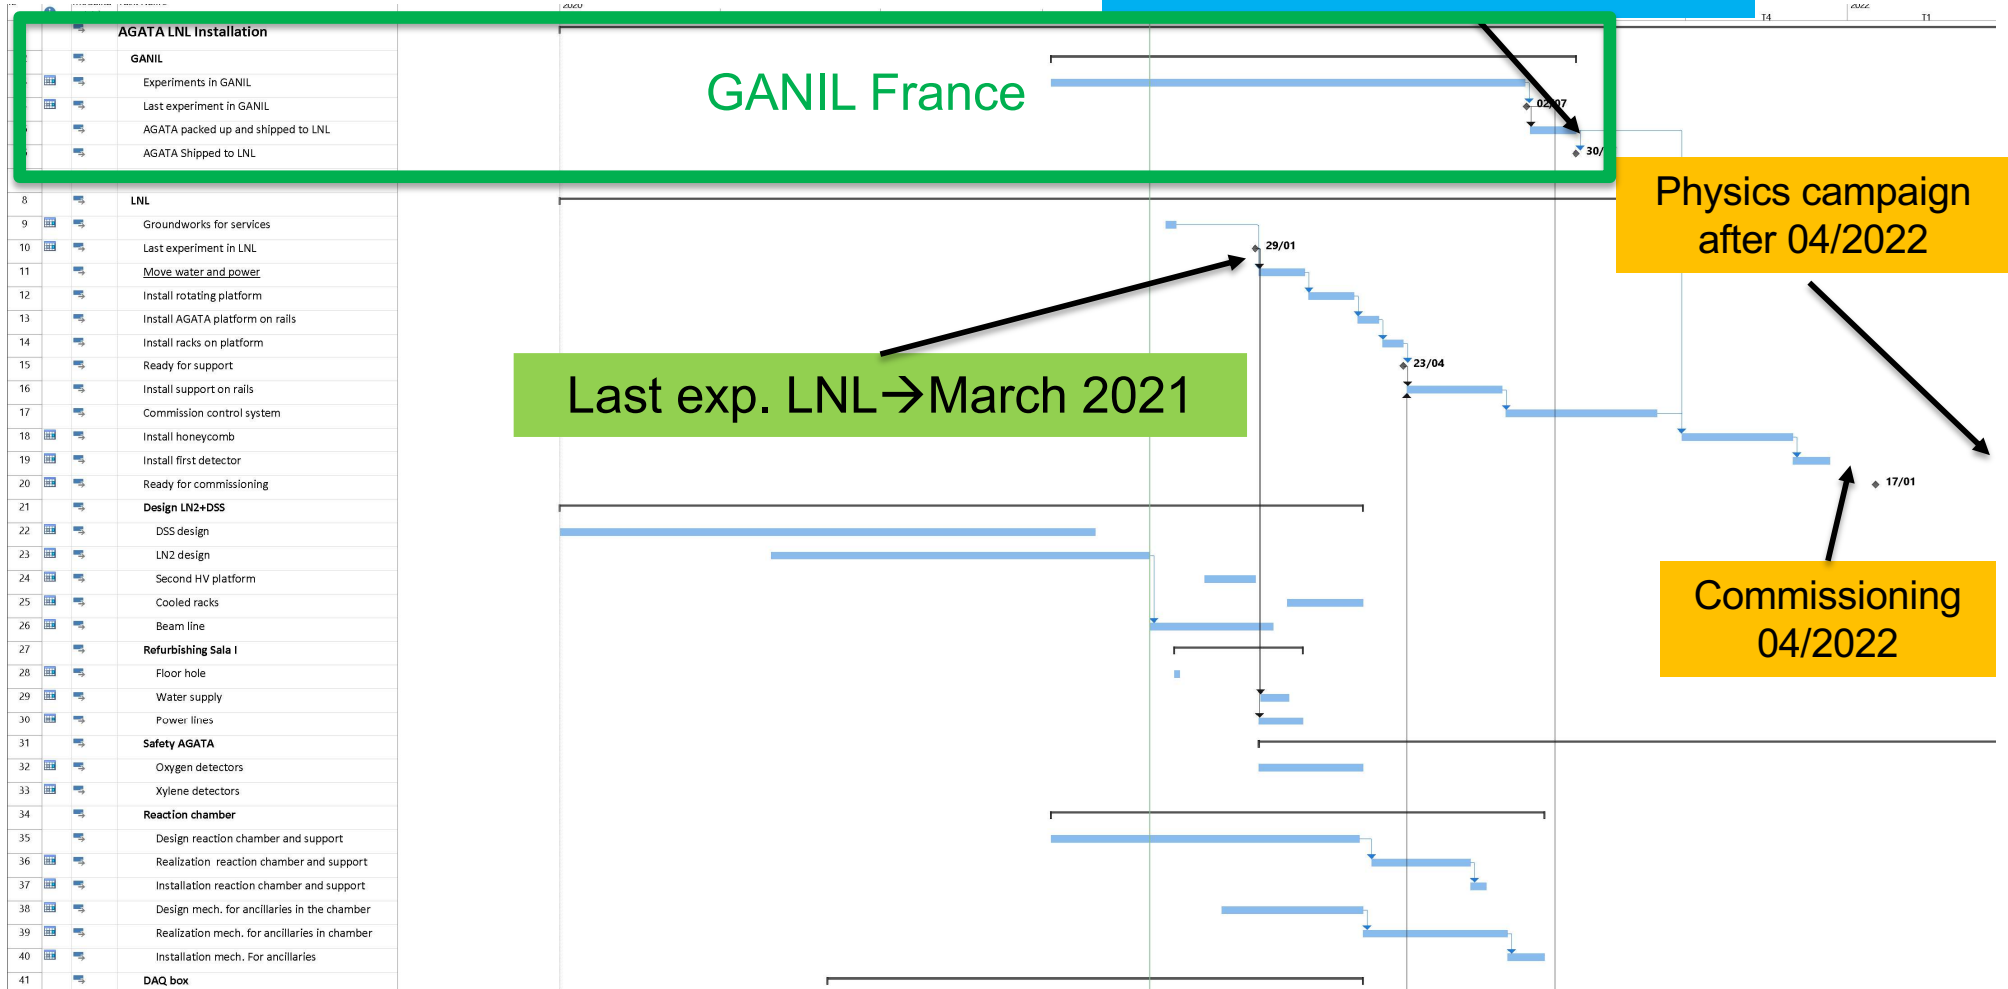 2020
2022
T4
T1
AGATA LNL Installation
GANIL
Experiments in GANIL
GANIL France
Last experiment in GANIL
02/07
AGATA packed up and shipped to LNL
AGATA Shipped to LNL
30/
Physics campaign
after 04/2022
8 LNL
9 Groundworks for services
10 Last experiment in LNL
29/01
11 Move water and power
12 Install rotating platform
13 Install AGATA platform on rails
14 Install racks on platform
15 Ready for support
23/04
Last exp. LNL→March 2021
16 Install support on rails
17 Commission control system
18 Install honeycomb
19 Install first detector
20 Ready for commissioning
17/01
21 Design LN2+DSS
22 DSS design
23 LN2 design
24 Second HV platform
25 Cooled racks
26 Beam line
Commissioning
04/2022
27 Refurbishing Sala I
28 Floor hole
29 Water supply
30 Power lines
31 Safety AGATA
32 Oxygen detectors
33 Xylene detectors
34 Reaction chamber
35 Design reaction chamber and support
36 Realization reaction chamber and support
37 Installation reaction chamber and support
38 Design mech. for ancillaries in the chamber
39 Realization mech. for ancillaries in chamber
40 Installation mech. For ancillaries
41 DAQ box